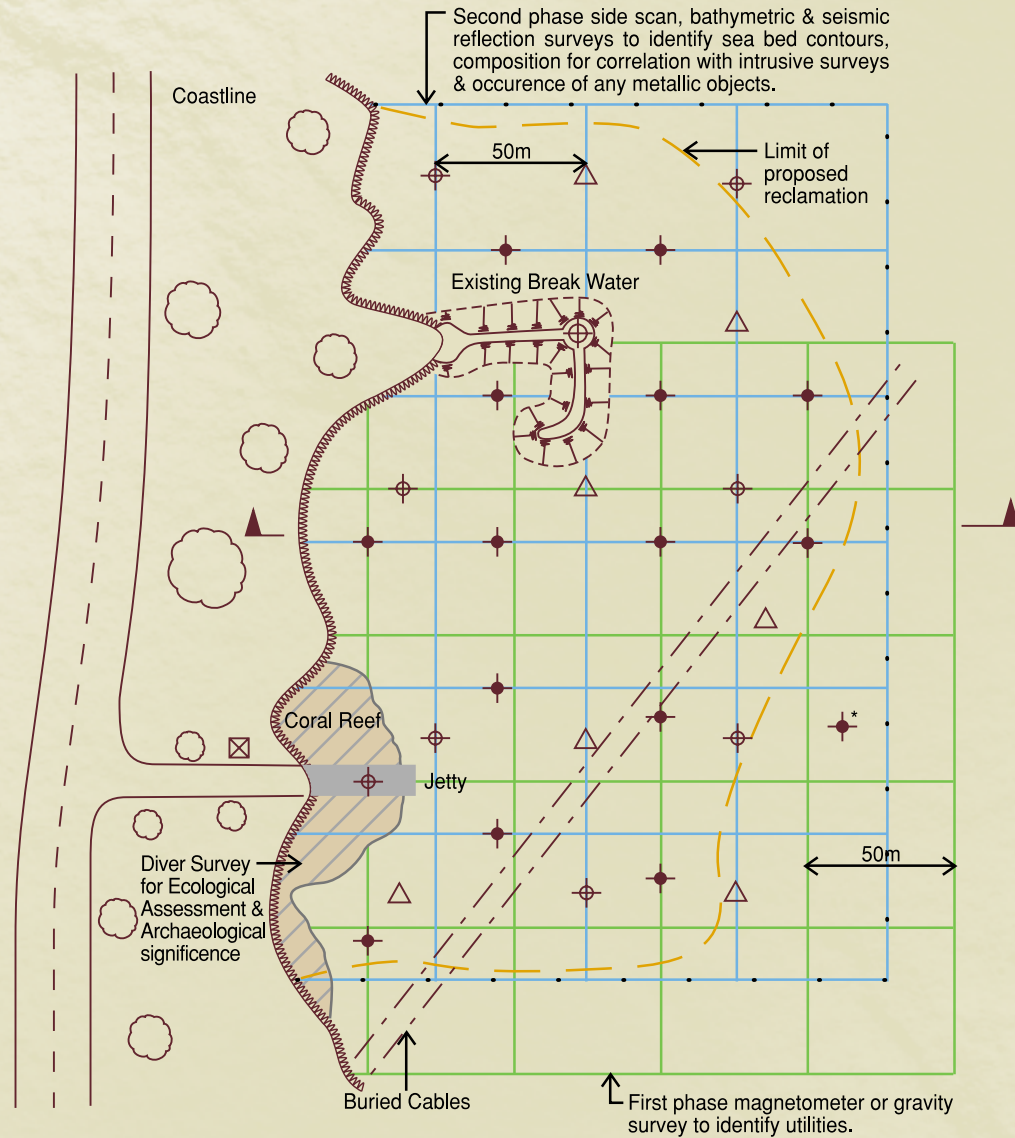 Second phase side scan, bathymetric & seismic
reflection surveys to identify sea bed contours,
composition for correlation with intrusive surveys
& occurence of any metallic objects.
Coastline
50m
Limit of
proposed
reclamation
Existing Break Water
Coral Reef
*
Jetty
50m
Diver Survey
for Ecological
Assessment &
Archaeological
significence
Buried Cables
First phase magnetometer or gravity
survey to identify utilities.